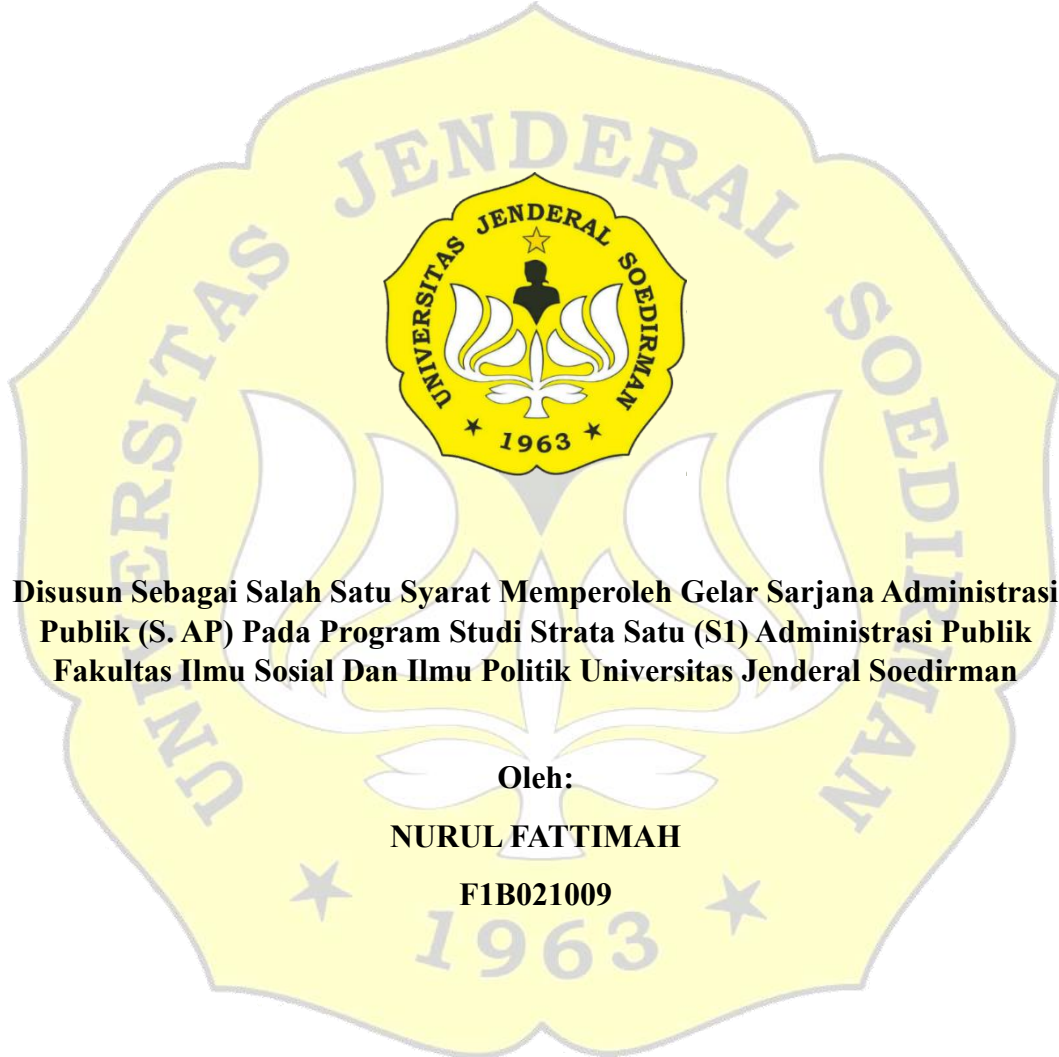 UNIVERSITAS JENDERAL SOEDIRMAN
1963
UNIVERSITAS JENDERAL SOEDIRMAN
1963
Disusun Sebagai Salah Satu Syarat Memperoleh Gelar Sarjana Administrasi
Publik (S. AP) Pada Program Studi Strata Satu (S1) Administrasi Publik
Fakultas Ilmu Sosial Dan Ilmu Politik Universitas Jenderal Soedirman
Oleh:
NURUL FATTIMAH
F1B021009